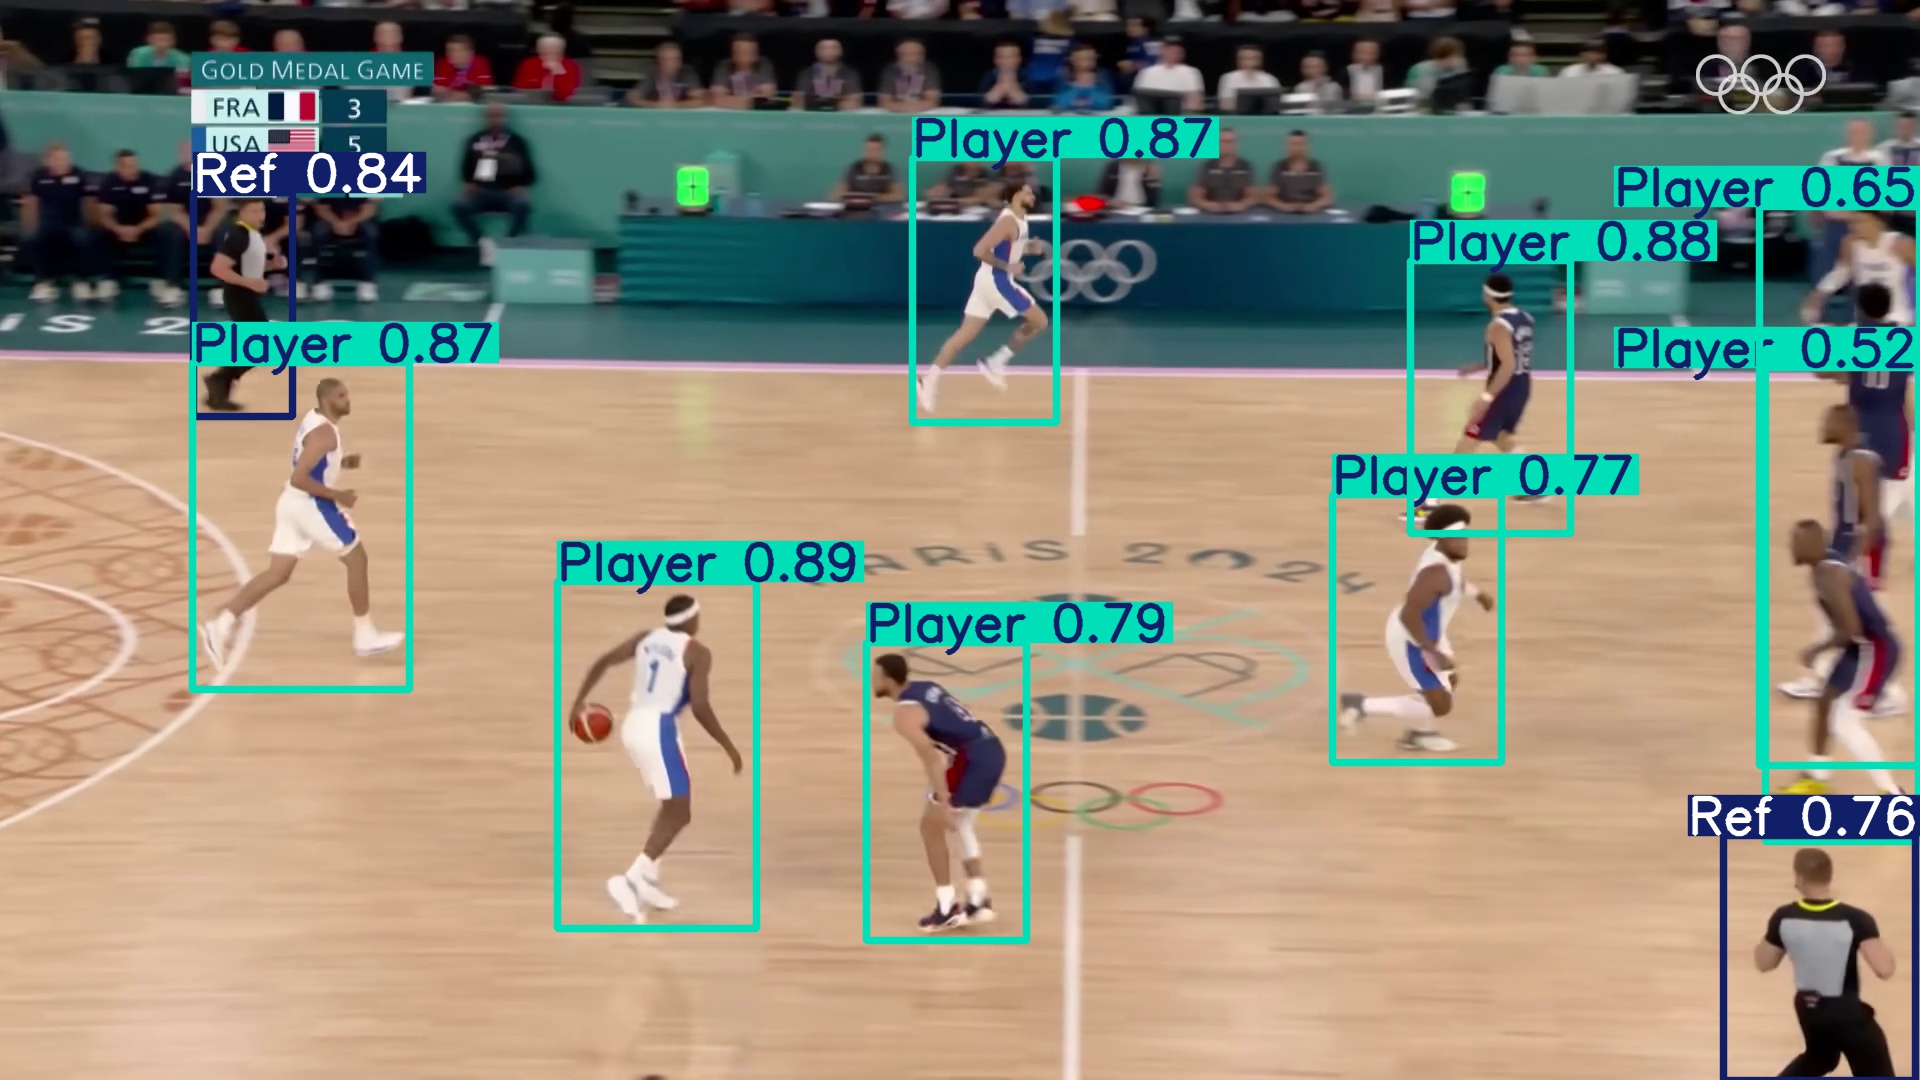 GOLD MEDAL GAME
FRA 3
USA 5
Ref 0.84
Player 0.87
Player 0.65
Player 0.88
Player 0.87
Player 0.52
Player 0.77
Player 0.89
PARIS 2024
Player 0.79
1
Ref 0.76